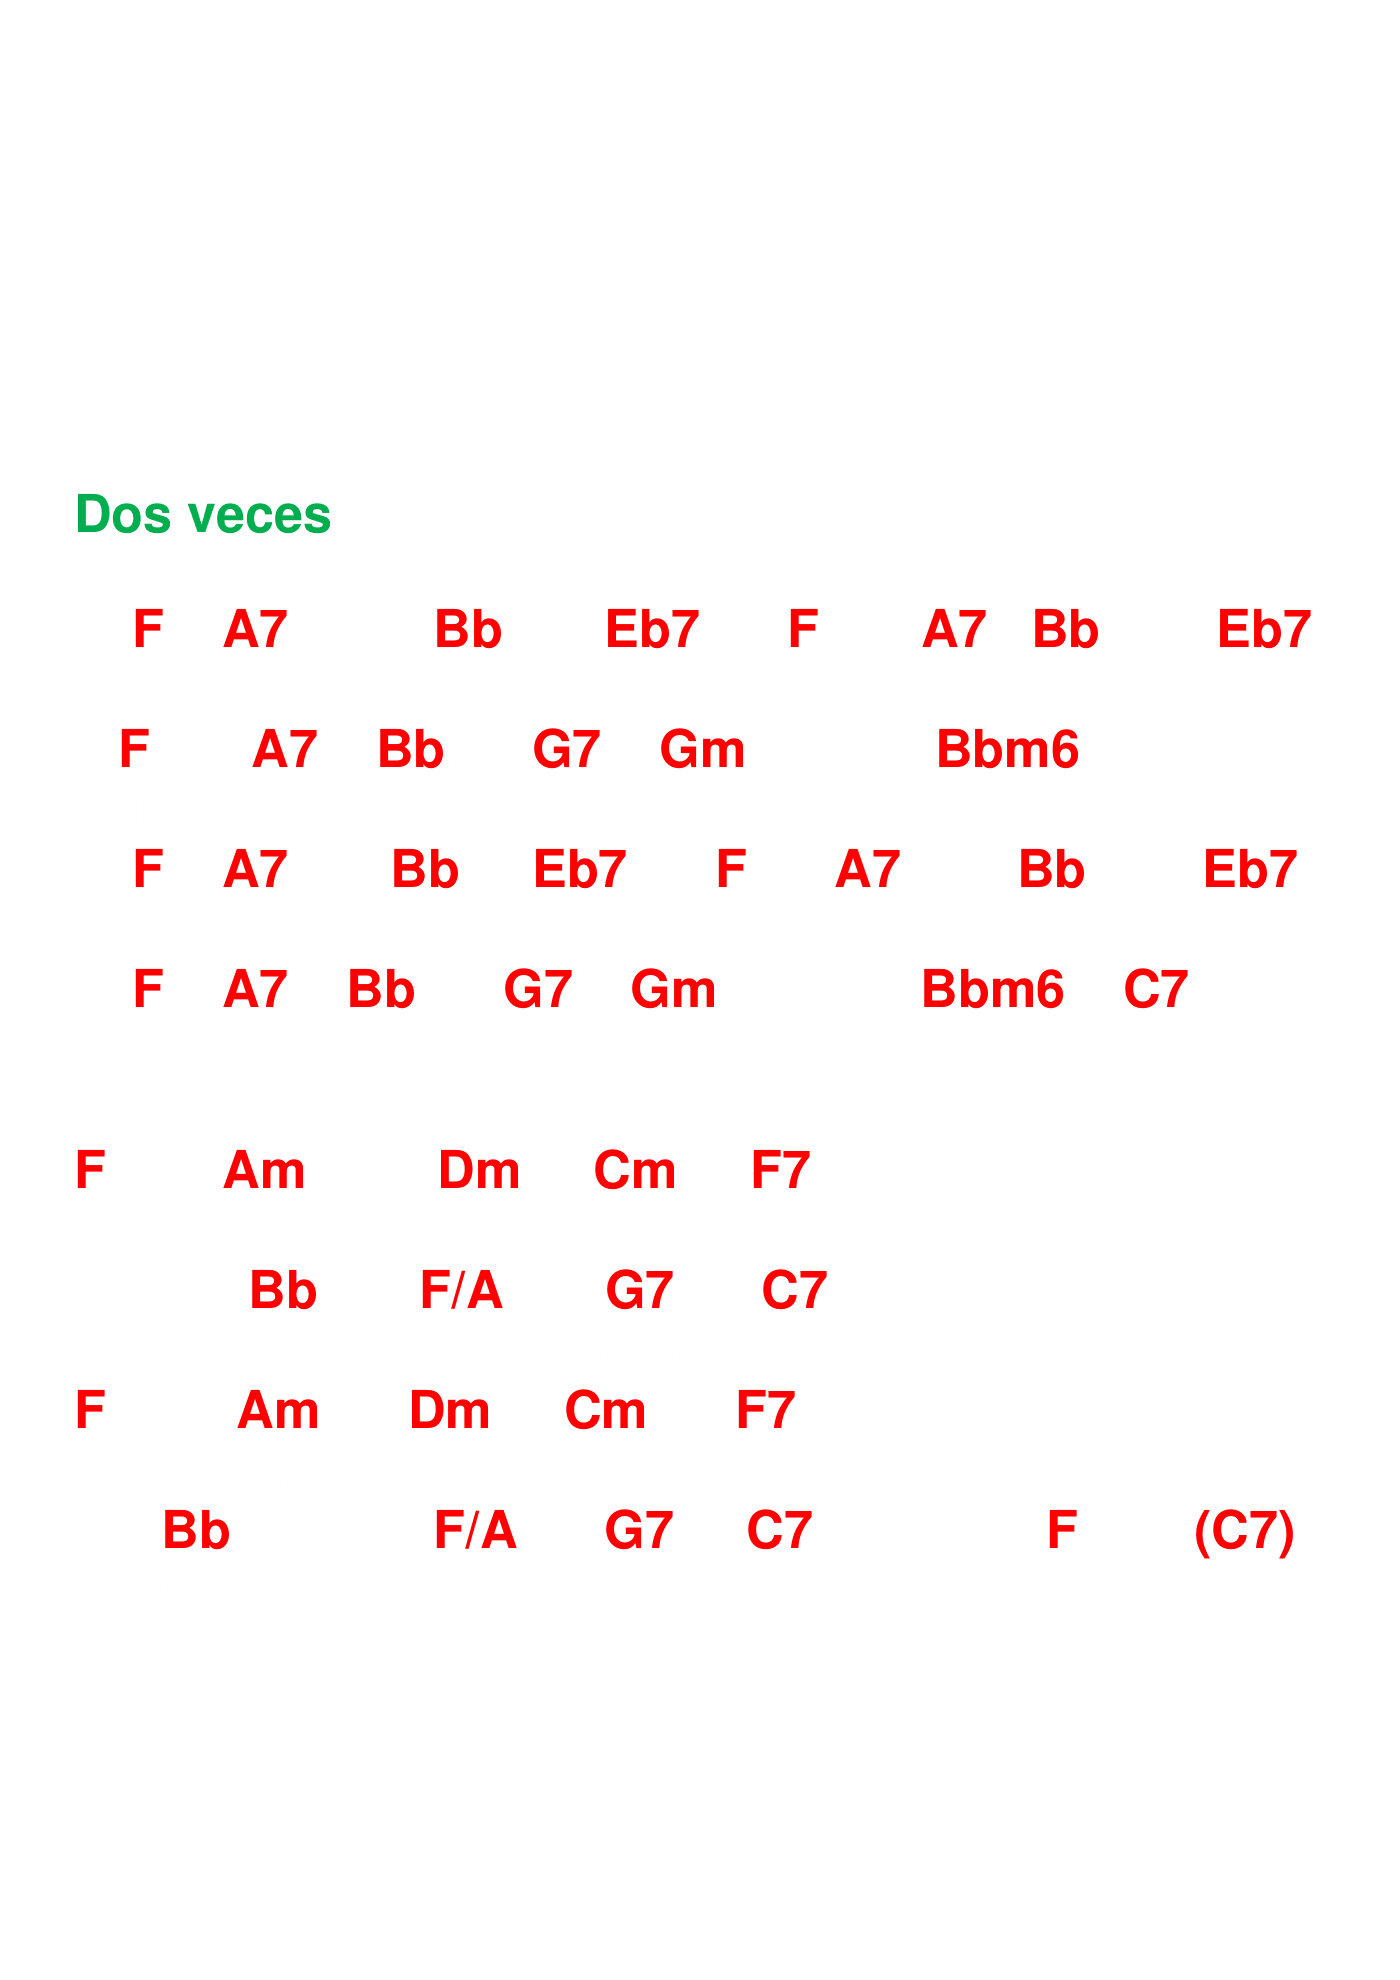 Dos veces
F A7 Bb Eb7 F A7 Bb Eb7
F A7 Bb G7 Gm Bbm6
F A7 Bb Eb7 F A7 Bb Eb7
F A7 Bb G7 Gm Bbm6 C7
F Am Dm Cm F7
Bb F/A G7 C7
F Am Dm Cm F7
Bb F/A G7 C7 F (C7)